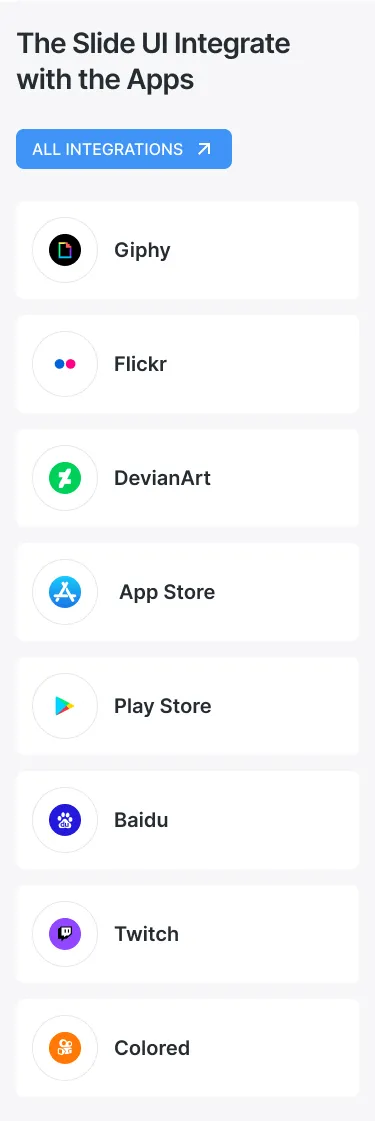 The Slide UI Integrate
with the Apps
ALL INTEGRATIONS
Giphy
Flickr
DevianArt
App Store
Play Store
Baidu
du
Twitch
Colored